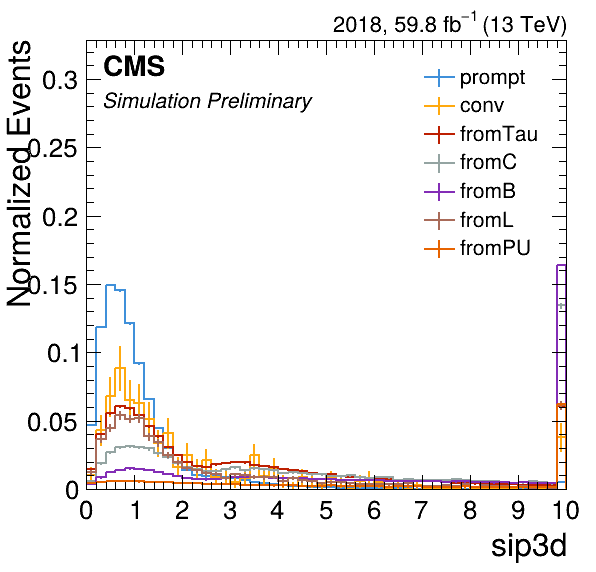 2018, 59.8 fb⁻¹ (13 TeV)
CMS
Simulation Preliminary
prompt
conv
fromTau
fromC
fromB
fromL
fromPU
Normalized Events
0.3
0.25
0.2
0.15
0.1
0.05
0
0 1 2 3 4 5 6 7 8 9 10
sip3d